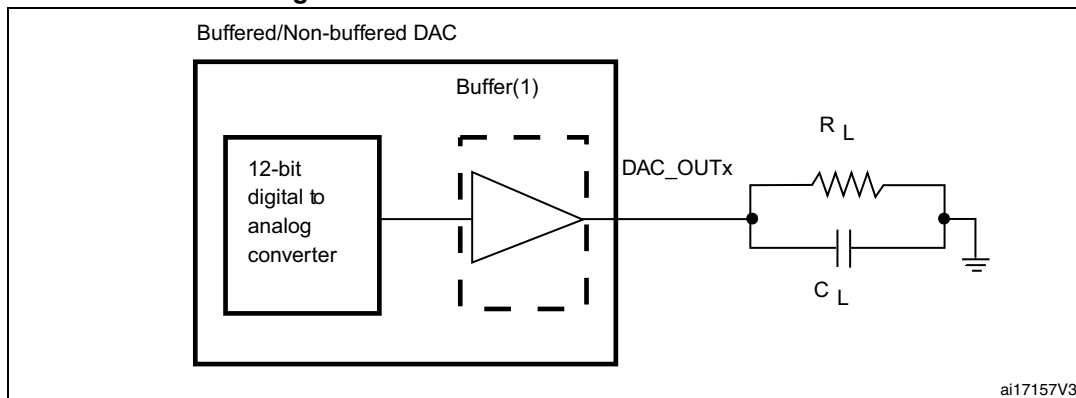 Buffered/Non-buffered DAC
Buffer(1)
12-bit
digital to
analog
converter
DAC_OUTx
R L
C L
ai17157V3